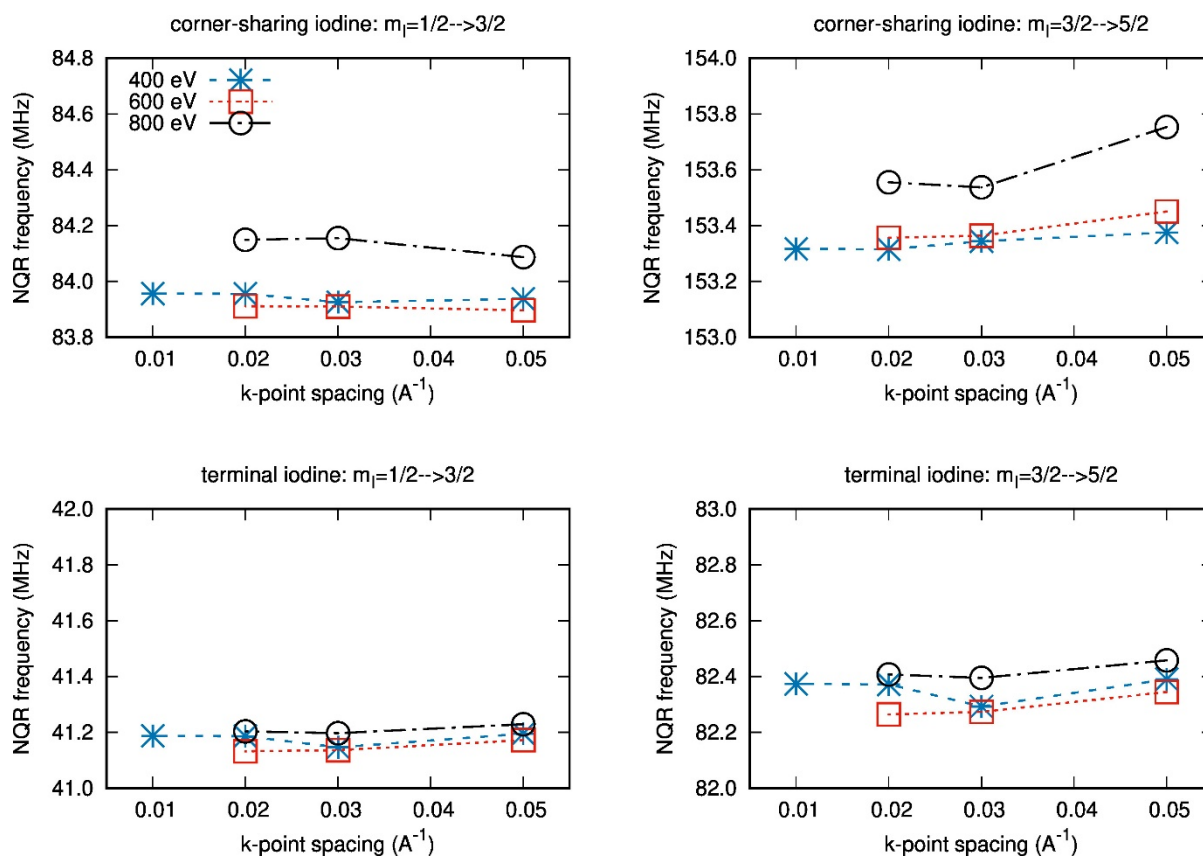 corner-sharing iodine: mI=1/2-->3/2
84.8
84.6
84.4
84.2
84.0
83.8
NQR frequency (MHz)
400 eV
600 eV
800 eV
0.01 0.02 0.03 0.04 0.05
k-point spacing (A-1)
corner-sharing iodine: mI=3/2-->5/2
154.0
153.8
153.6
153.4
153.2
153.0
NQR frequency (MHz)
0.01 0.02 0.03 0.04 0.05
k-point spacing (A-1)
terminal iodine: mI=1/2-->3/2
42.0
41.8
41.6
41.4
41.2
41.0
NQR frequency (MHz)
0.01 0.02 0.03 0.04 0.05
k-point spacing (A-1)
terminal iodine: mI=3/2-->5/2
83.0
82.8
82.6
82.4
82.2
82.0
NQR frequency (MHz)
0.01 0.02 0.03 0.04 0.05
k-point spacing (A-1)